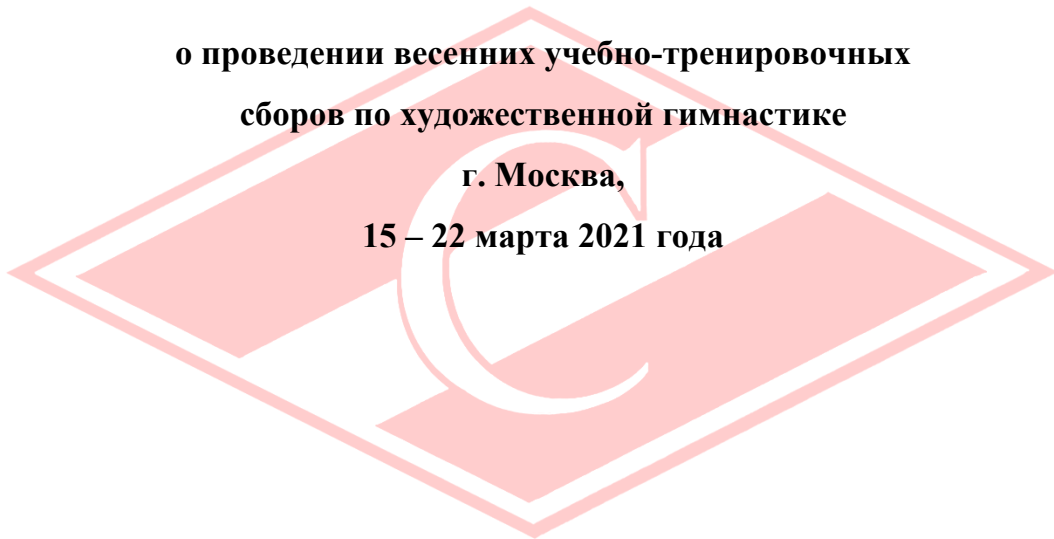 о проведении весенних учебно-тренировочных
сборов по художественной гимнастике
г. Москва,
15 – 22 марта 2021 года
С